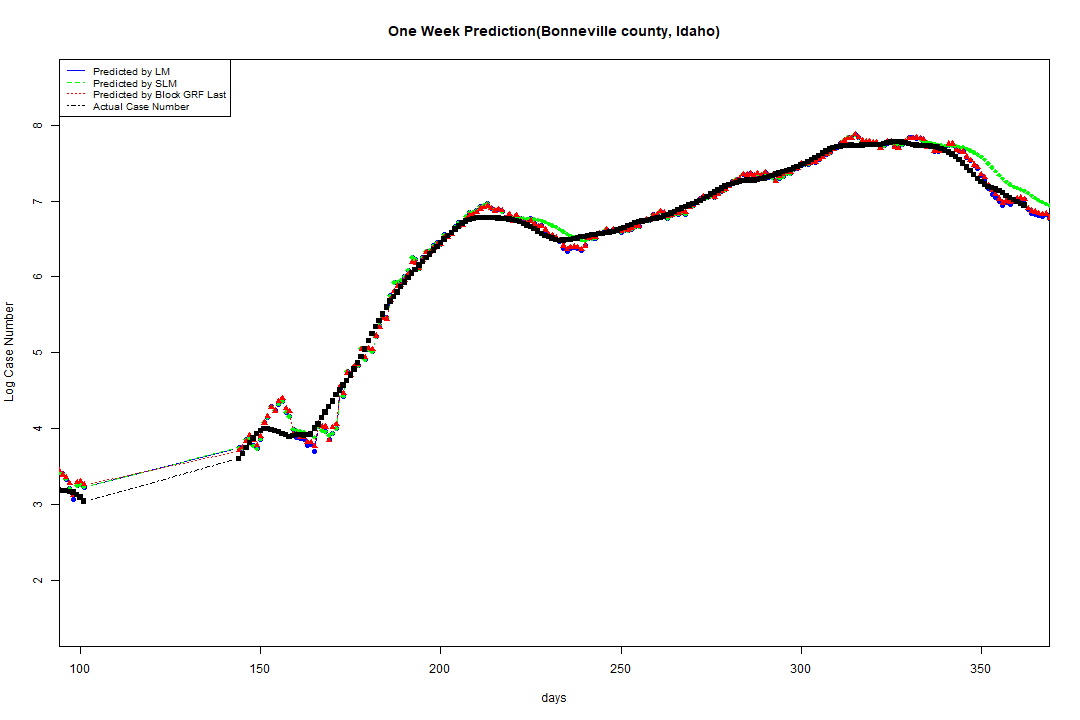 One Week Prediction(Bonneville county, Idaho)
Predicted by LM
Predicted by SLM
Predicted by Block GRF Last
Actual Case Number
Log Case Number
8
7
6
5
4
3
2
100 150 200 250 300 350
days